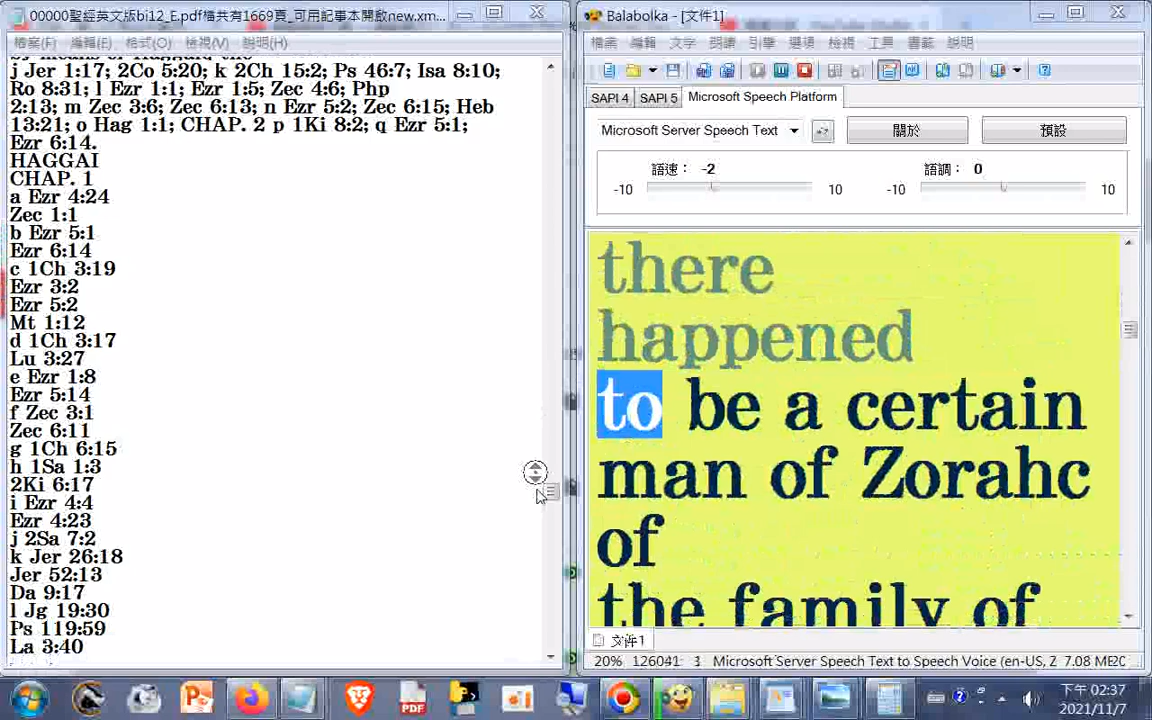 00000聖經英文版bi12_E.pdf檔共有1669頁_可用記事本開啟new.xm...
檔案(F) 編輯(E) 格式(O) 檢視(V) 說明(H)
j Jer 1:17; 2Co 5:20; k 2Ch 15:2; Ps 46:7; Isa 8:10;
Ro 8:31; l Ezr 1:1; Ezr 1:5; Zec 4:6; Php
2:13; m Zec 3:6; Zec 6:13; n Ezr 5:2; Zec 6:15; Heb
13:21; o Hag 1:1; CHAP. 2 p 1Ki 8:2; q Ezr 5:1;
Ezr 6:14.
HAGGAI
CHAP. 1
a Ezr 4:24
Zec 1:1
b Ezr 5:1
Ezr 6:14
c 1Ch 3:19
Ezr 3:2
Ezr 5:2
Mt 1:12
d 1Ch 3:17
Lu 3:27
e Ezr 1:8
Ezr 5:14
f Zec 3:1
Zec 6:11
g 1Ch 6:15
h 1Sa 1:3
2Ki 6:17
i Ezr 4:4
Ezr 4:23
j 2Sa 7:2
k Jer 26:18
Jer 52:13
Da 9:17
l Jg 19:30
Ps 119:59
La 3:40
Balabolka - [文件1]
檔案 編輯 文字 朗讀 引擎 選項 檢視 工具 書籤 說明
SAPI 4 SAPI 5 Microsoft Speech Platform
Microsoft Server Speech Text 關於 預設
語速： -2 語調： 0
-10 10 -10 10
there
happened
to be a certain
man of Zorahc
of
the family of
文件1
20% 126041: 3 Microsoft Server Speech Text to Speech Voice (en-US, Z 7.08 ME20
下午 02:37
2021/11/7